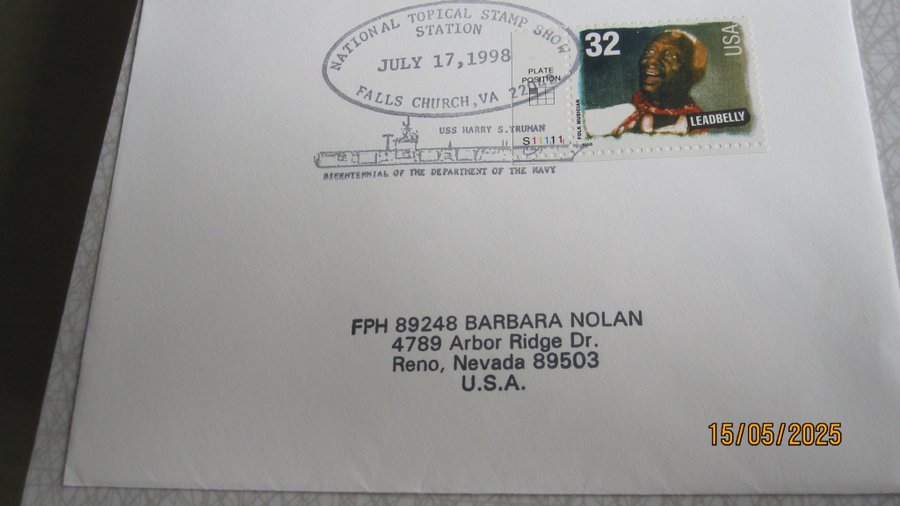 NATIONAL TOPICAL STAMP SHOW
STATION
JULY 17,1998
FALLS CHURCH, VA
USS HARRY S. TRUMAN
BICENTENNIAL OF THE DEPARTMENT OF THE NAVY
PLATE
POSITION
S11111
32
USA
LEADBELLY
FOLK MUSICIAN
FPH 89248 BARBARA NOLAN
4789 Arbor Ridge Dr.
Reno, Nevada 89503
U.S.A.
15/05/2025